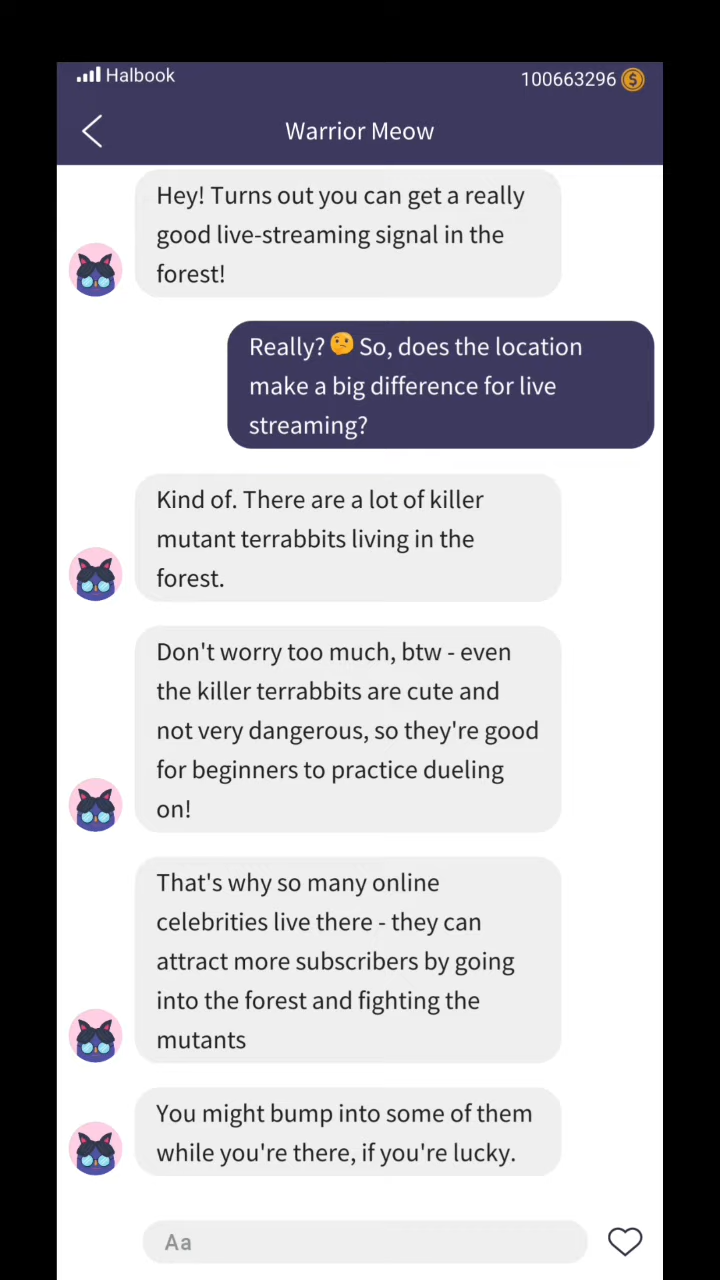 Halbook
100663296
Warrior Meow
Hey! Turns out you can get a really
good live-streaming signal in the
forest!
Really? 🤔 So, does the location
make a big difference for live
streaming?
Kind of. There are a lot of killer
mutant terrabbits living in the
forest.
Don't worry too much, btw - even
the killer terrabbits are cute and
not very dangerous, so they're good
for beginners to practice dueling
on!
That's why so many online
celebrities live there - they can
attract more subscribers by going
into the forest and fighting the
mutants
You might bump into some of them
while you're there, if you're lucky.
Aa